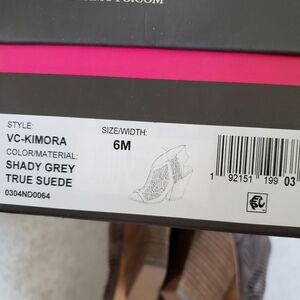 STYLE:
VC-KIMORA
SIZE/WIDTH:
6M
COLOR/MATERIAL:
SHADY GREY
TRUE SUEDE
0304ND0064
1 92151 199 03